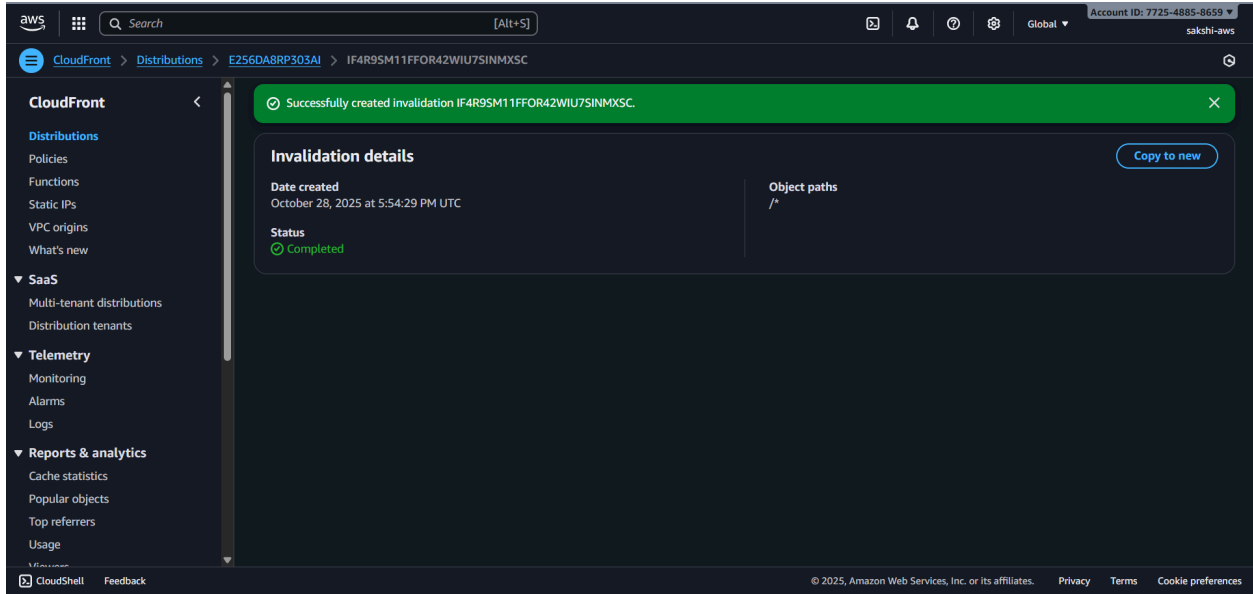 aws
Search
[Alt+S]
Global
Account ID: 7725-4885-8659
sakshi-aws
CloudFront > Distributions > E256DA8RP303AI > IF4R9SM11FFOR42WIU7SINMXSC
CloudFront
Distributions
Policies
Functions
Static IPs
VPC origins
What's new
SaaS
Multi-tenant distributions
Distribution tenants
Telemetry
Monitoring
Alarms
Logs
Reports & analytics
Cache statistics
Popular objects
Top referrers
Usage
Viewers
Successfully created invalidation IF4R9SM11FFOR42WIU7SINMXSC.
Invalidation details
Copy to new
Date created
October 28, 2025 at 5:54:29 PM UTC
Status
Completed
Object paths
/*
CloudShell
Feedback
© 2025, Amazon Web Services, Inc. or its affiliates.
Privacy
Terms
Cookie preferences